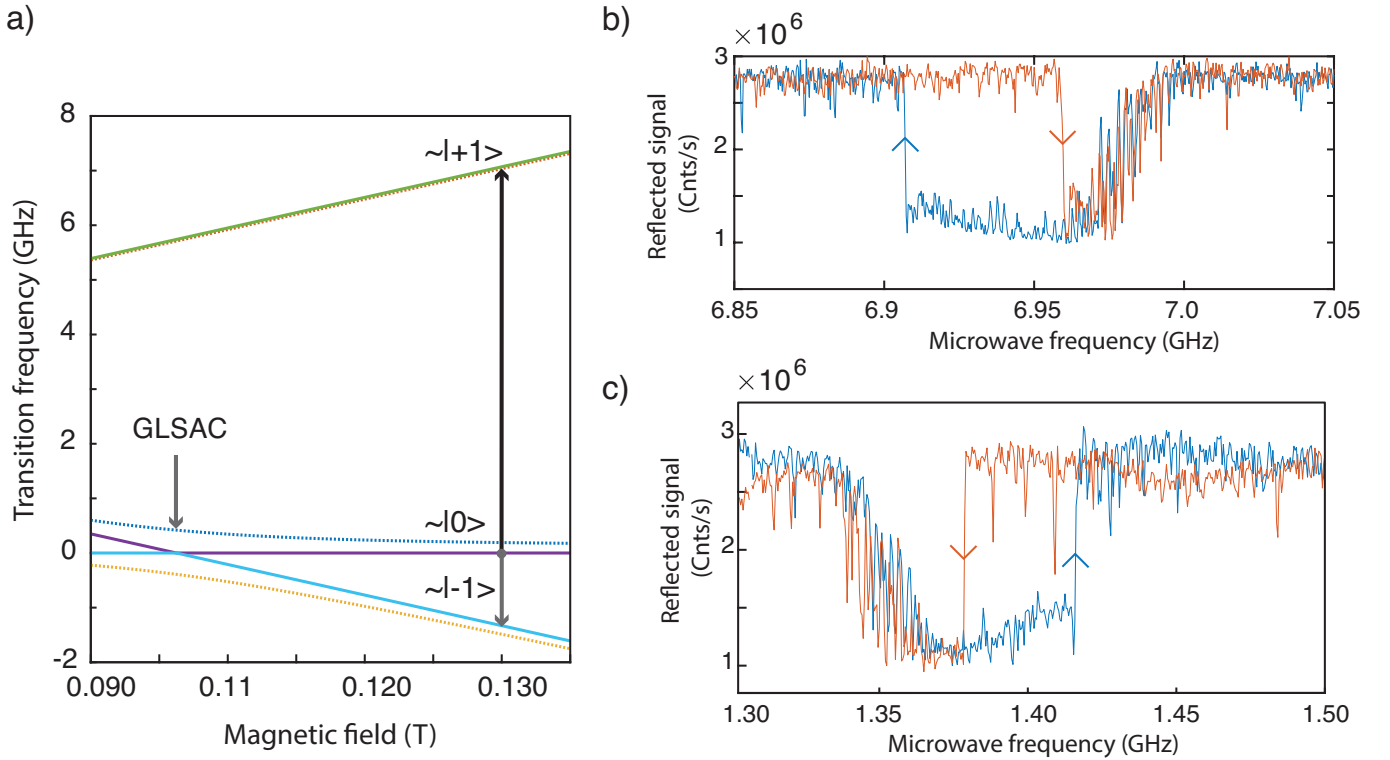 a)
Transition frequency (GHz)
8
6
4
2
0
-2
~|+1>
GLSAC
~|0>
~|-1>
0.090
0.11
0.120
0.130
Magnetic field (T)
b)
×10⁶
Reflected signal
(Cnts/s)
3
2
1
6.85
6.9
6.95
7.0
7.05
Microwave frequency (GHz)
c)
×10⁶
Reflected signal
(Cnts/s)
3
2
1
1.30
1.35
1.40
1.45
1.50
Microwave frequency (GHz)